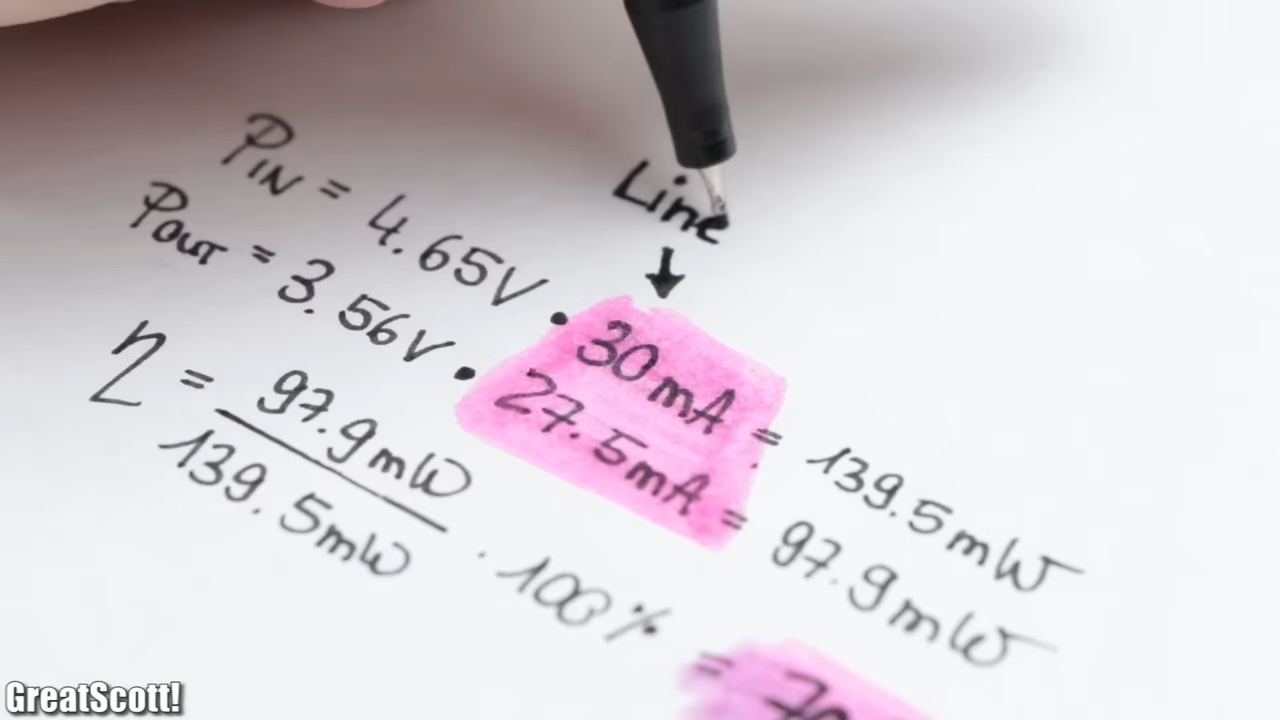 Line
↓
PIN = 4.65V · 30mA = 139.5mW
POUT = 3.56V · 27.5mA = 97.9mW
η = 97.9mW / 139.5mW · 100% =
GreatScott!